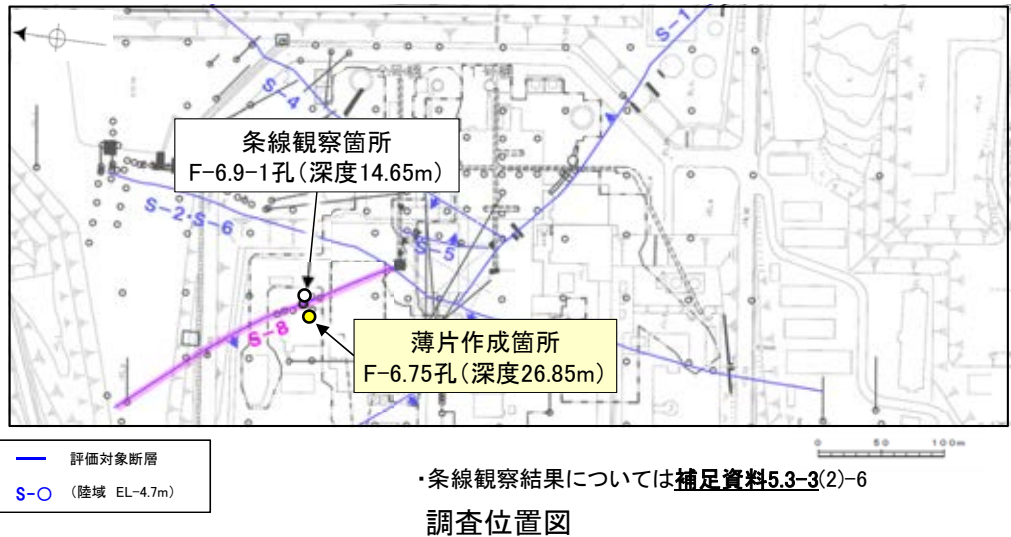 S-1
S-4
条線観察箇所
F-6.9-1孔(深度14.65m)
S-2・S-6
S-5
S-8
薄片作成箇所
F-6.75孔(深度26.85m)
0 50 100m
評価対象断層
S-○ (陸域 EL-4.7m)
・条線観察結果については補足資料5.3-3(2)-6
調査位置図